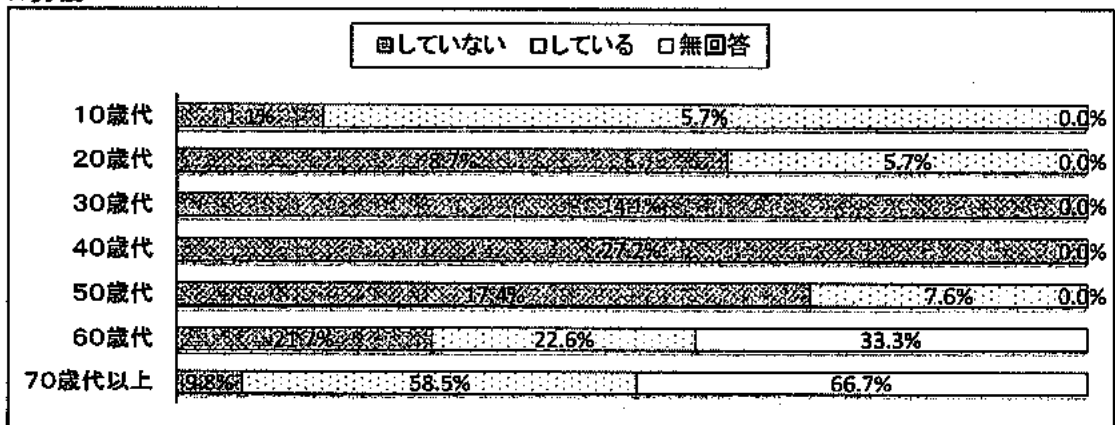 していない している 無回答
10歳代 1.1% 5.7% 0.0%
20歳代 8.7% 5.7% 0.0%
30歳代 14.1% 0.0%
40歳代 27.2% 0.0%
50歳代 17.4% 7.6% 0.0%
60歳代 21.7% 22.6% 33.3%
70歳代以上 9.8% 58.5% 66.7%